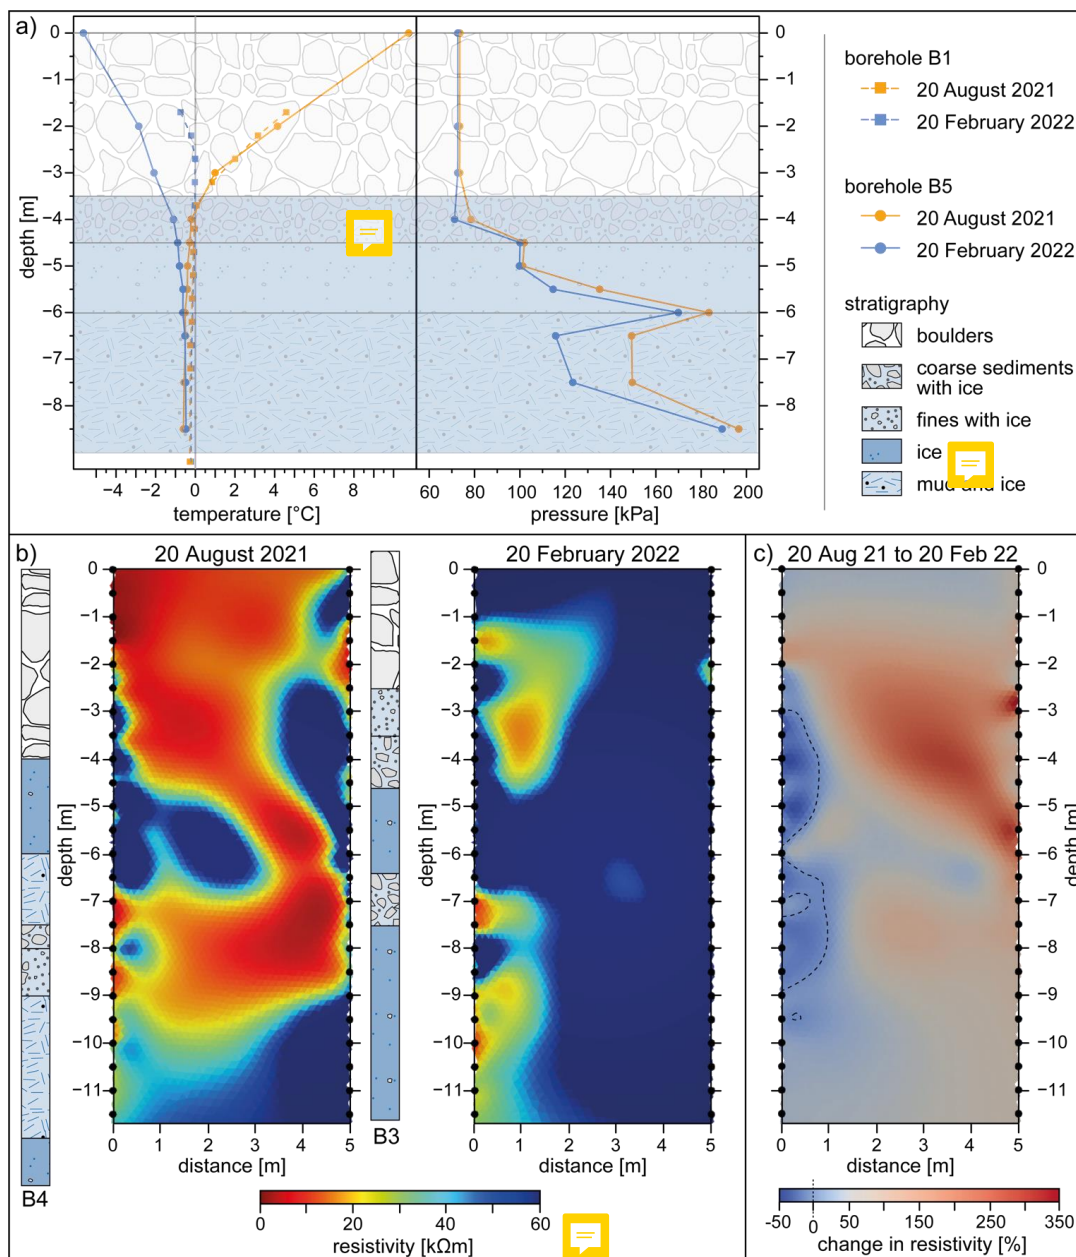 a)
0
−1
−2
−3
−4
−5
−6
−7
−8
depth [m]
−4 −2 0 2 4 6 8
temperature [°C]
60 80 100 120 140 160 180 200
pressure [kPa]
0
−1
−2
−3
−4
−5
−6
−7
−8
borehole B1
20 August 2021
20 February 2022
borehole B5
20 August 2021
20 February 2022
stratigraphy
boulders
coarse sediments
with ice
fines with ice
ice
mud and ice
b)
20 August 2021
20 February 2022
0
−1
−2
−3
−4
−5
−6
−7
−8
−9
−10
−11
depth [m]
0 1 2 3 4 5
distance [m]
B4
B3
0
−1
−2
−3
−4
−5
−6
−7
−8
−9
−10
−11
depth [m]
0 1 2 3 4 5
distance [m]
0 20 40 60
resistivity [kΩm]
c)
20 Aug 21 to 20 Feb 22
0
−1
−2
−3
−4
−5
−6
−7
−8
−9
−10
−11
depth [m]
0 1 2 3 4 5
distance [m]
-50 0 50 150 250 350
change in resistivity [%]